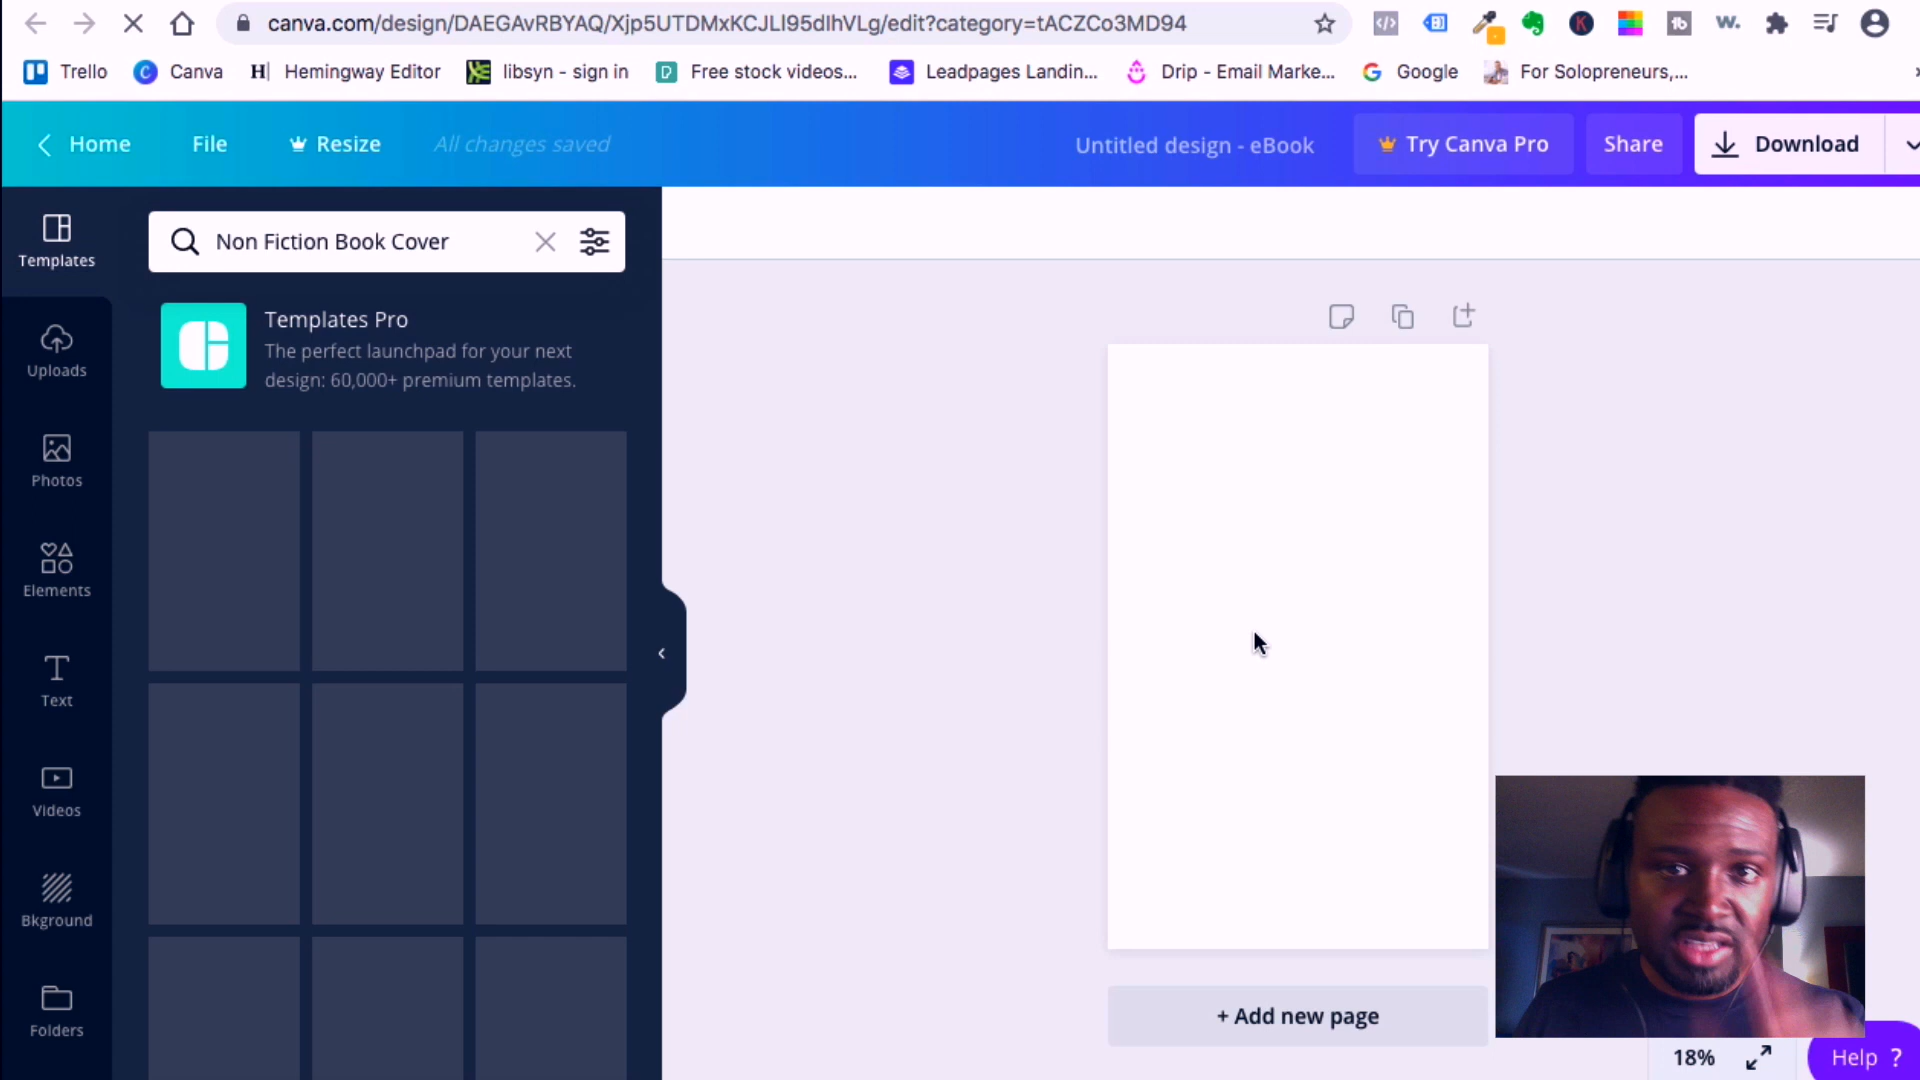 canva.com/design/DAEGAvRBYAQ/Xjp5UTDMxKCJLl95dlhVLg/edit?category=tACZCo3MD94
Trello
Canva
H| Hemingway Editor
libsyn - sign in
Free stock videos...
Leadpages Landin...
Drip - Email Marke...
Google
For Solopreneurs,...
Home
File
Resize
All changes saved
Untitled design - eBook
Try Canva Pro
Share
Download
Templates
Non Fiction Book Cover
Templates Pro
The perfect launchpad for your next
design: 60,000+ premium templates.
Uploads
Photos
Elements
Text
Videos
Bkground
Folders
+ Add new page
18%
Help ?